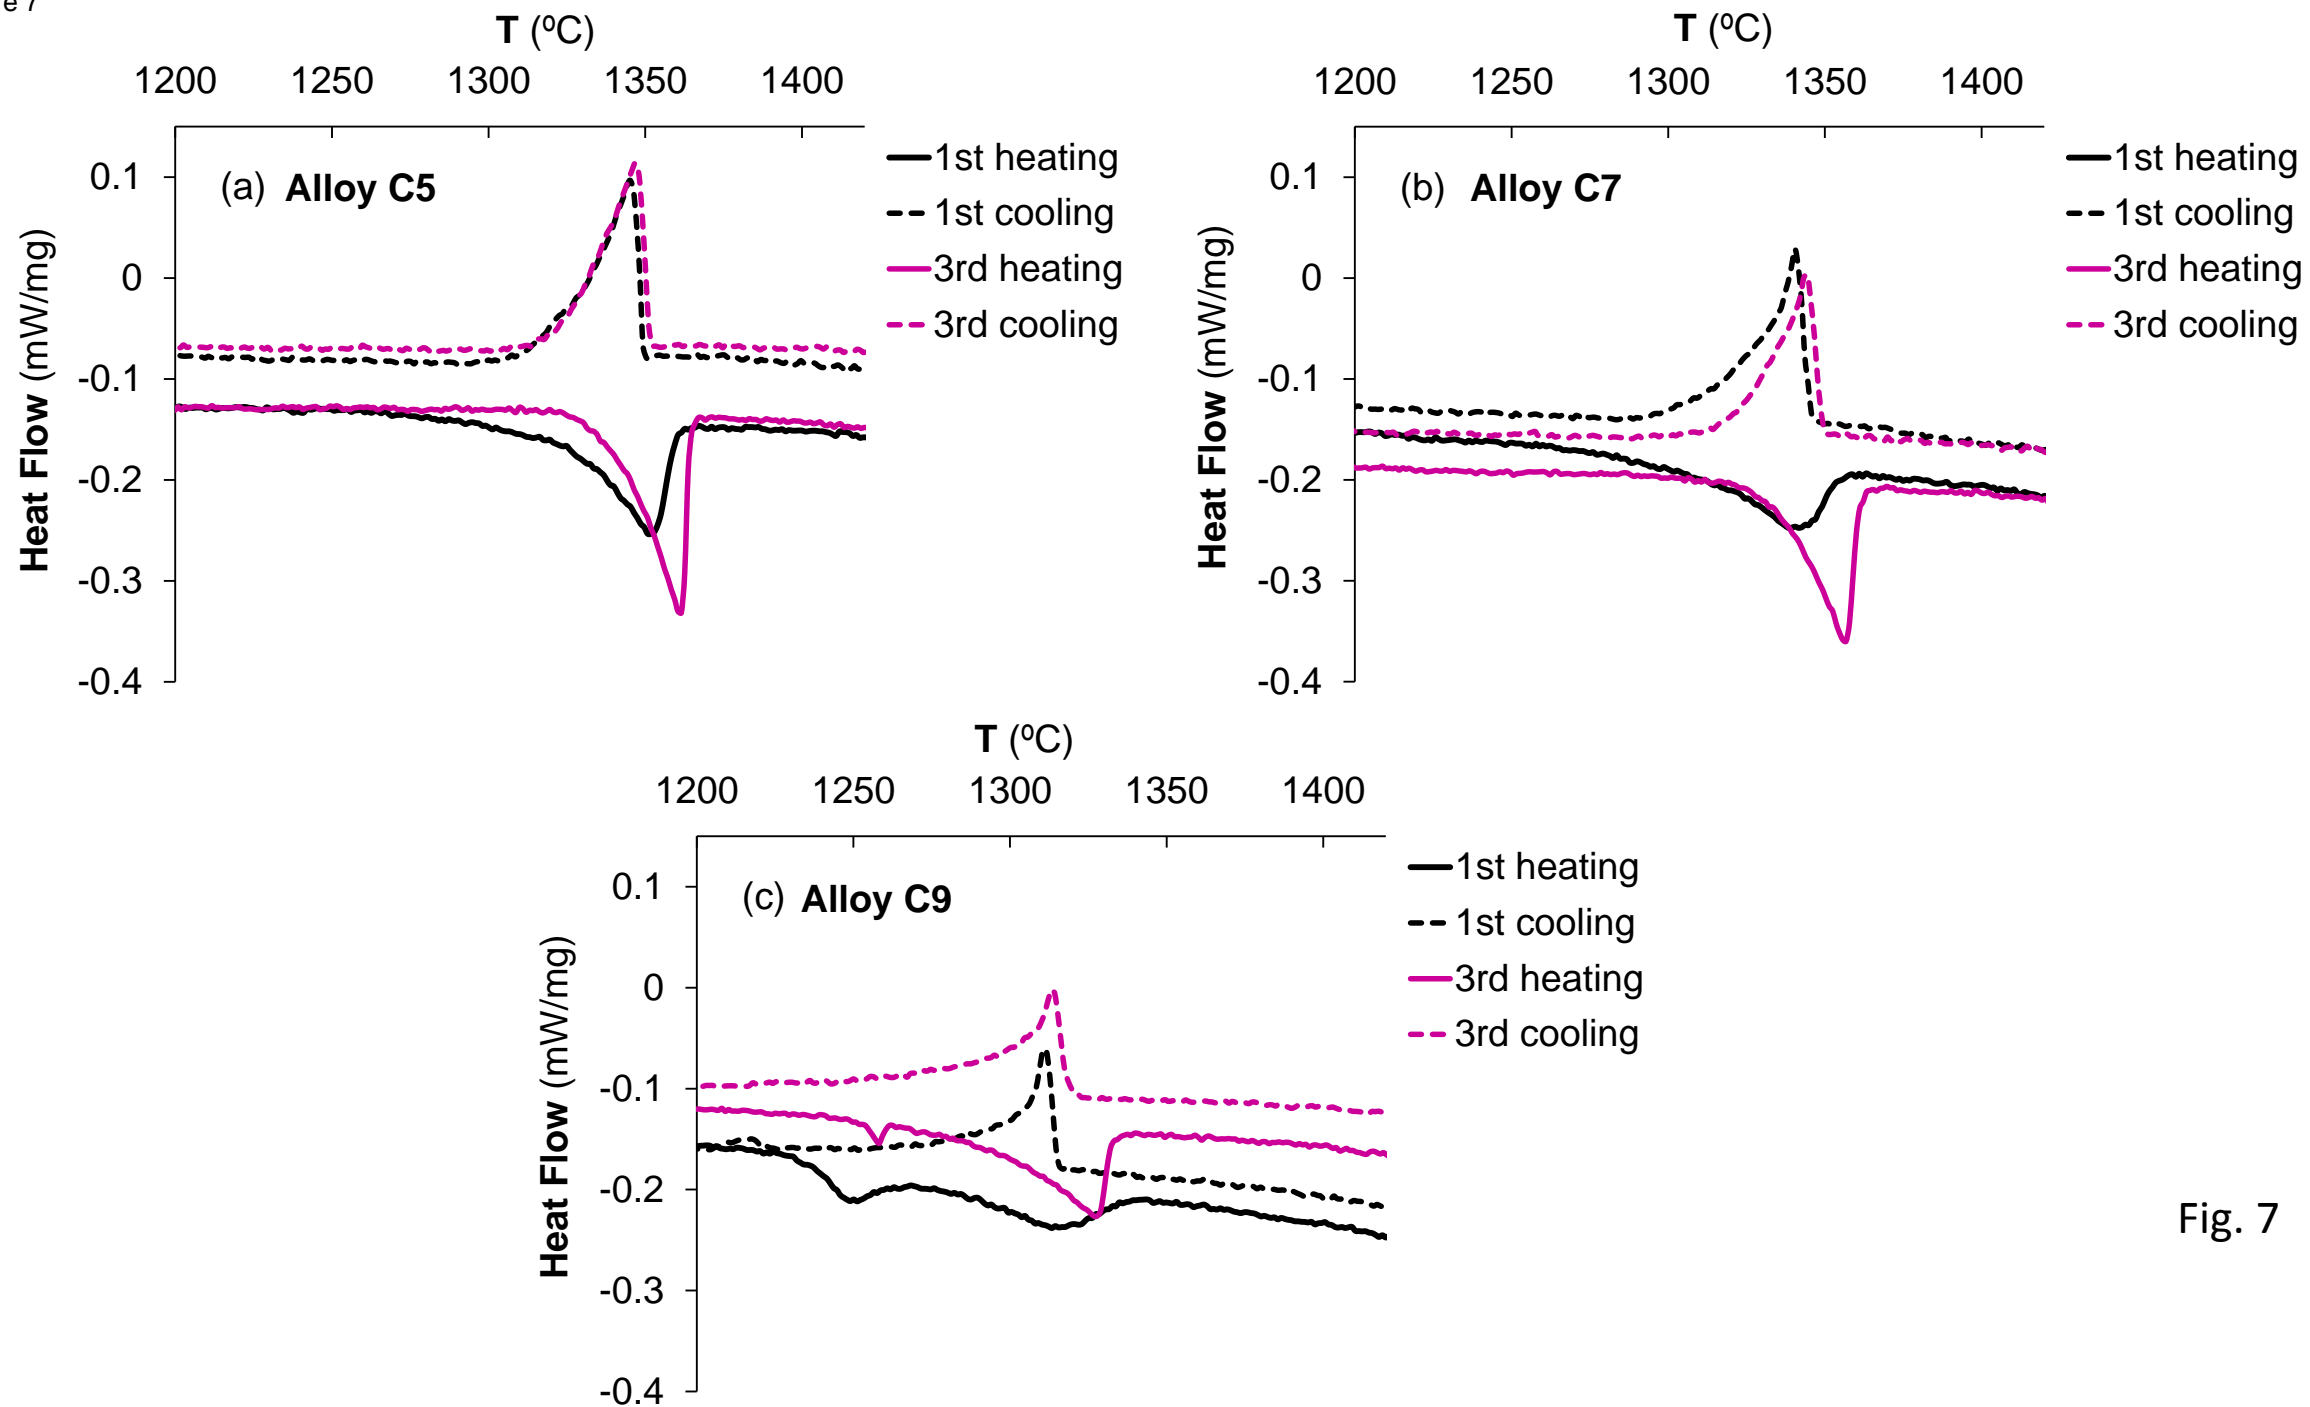 e 7
T (ºC)
1200 1250 1300 1350 1400
0.1
0
-0.1
-0.2
-0.3
-0.4
Heat Flow (mW/mg)
(a) Alloy C5
1st heating
1st cooling
3rd heating
3rd cooling
T (ºC)
1200 1250 1300 1350 1400
0.1
0
-0.1
-0.2
-0.3
-0.4
Heat Flow (mW/mg)
(b) Alloy C7
1st heating
1st cooling
3rd heating
3rd cooling
T (ºC)
1200 1250 1300 1350 1400
0.1
0
-0.1
-0.2
-0.3
-0.4
Heat Flow (mW/mg)
(c) Alloy C9
1st heating
1st cooling
3rd heating
3rd cooling
Fig. 7